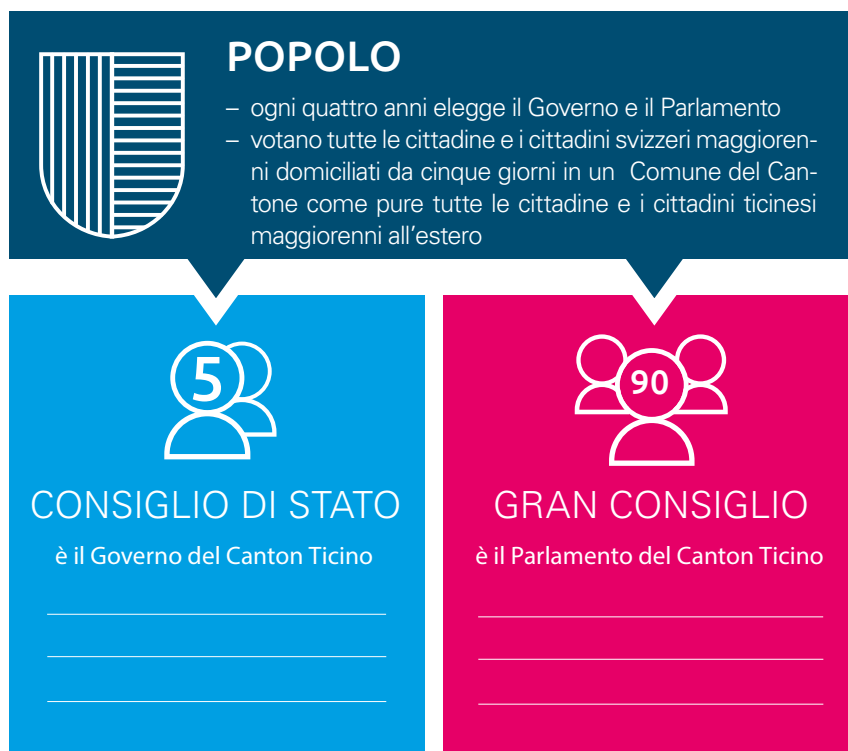 POPOLO
– ogni quattro anni elegge il Governo e il Parlamento
– votano tutte le cittadine e i cittadini svizzeri maggioren-
ni domiciliati da cinque giorni in un Comune del Can-
tone come pure tutte le cittadine e i cittadini ticinesi
maggiorenni all'estero
5
CONSIGLIO DI STATO
è il Governo del Canton Ticino
90
GRAN CONSIGLIO
è il Parlamento del Canton Ticino